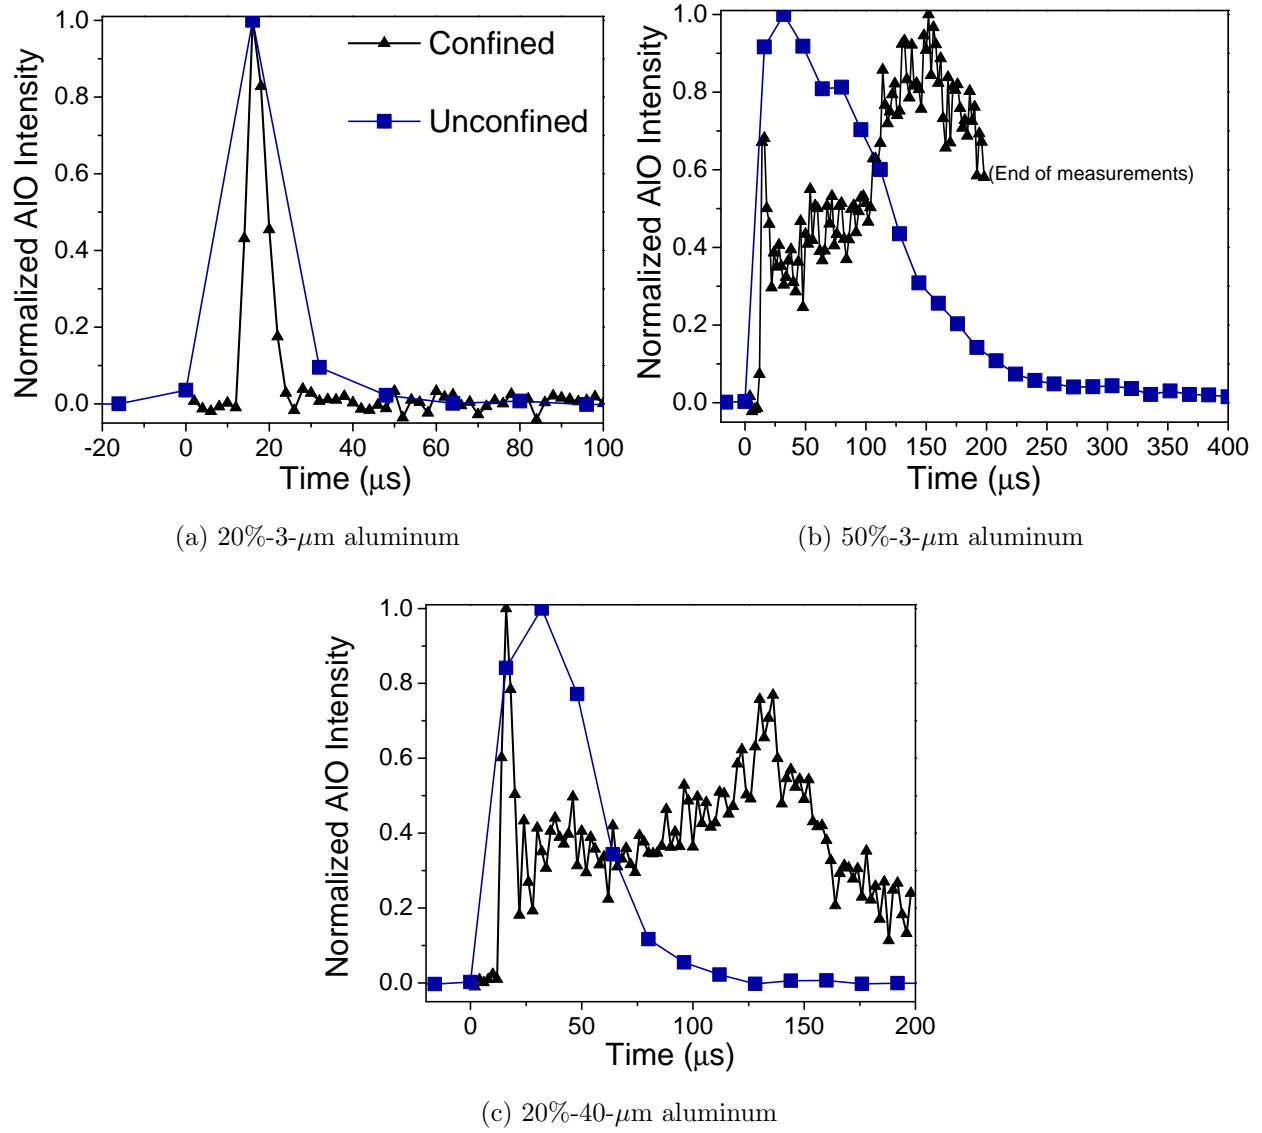 Normalized AlO Intensity
1.0
0.8
0.6
0.4
0.2
0.0
Confined
Unconfined
-20 0 20 40 60 80 100
Time (μs)
(a) 20%-3-μm aluminum
Normalized AlO Intensity
1.0
0.8
0.6
0.4
0.2
0.0
(End of measurements)
0 50 100 150 200 250 300 350 400
Time (μs)
(b) 50%-3-μm aluminum
Normalized AlO Intensity
1.0
0.8
0.6
0.4
0.2
0.0
0 50 100 150 200
Time (μs)
(c) 20%-40-μm aluminum